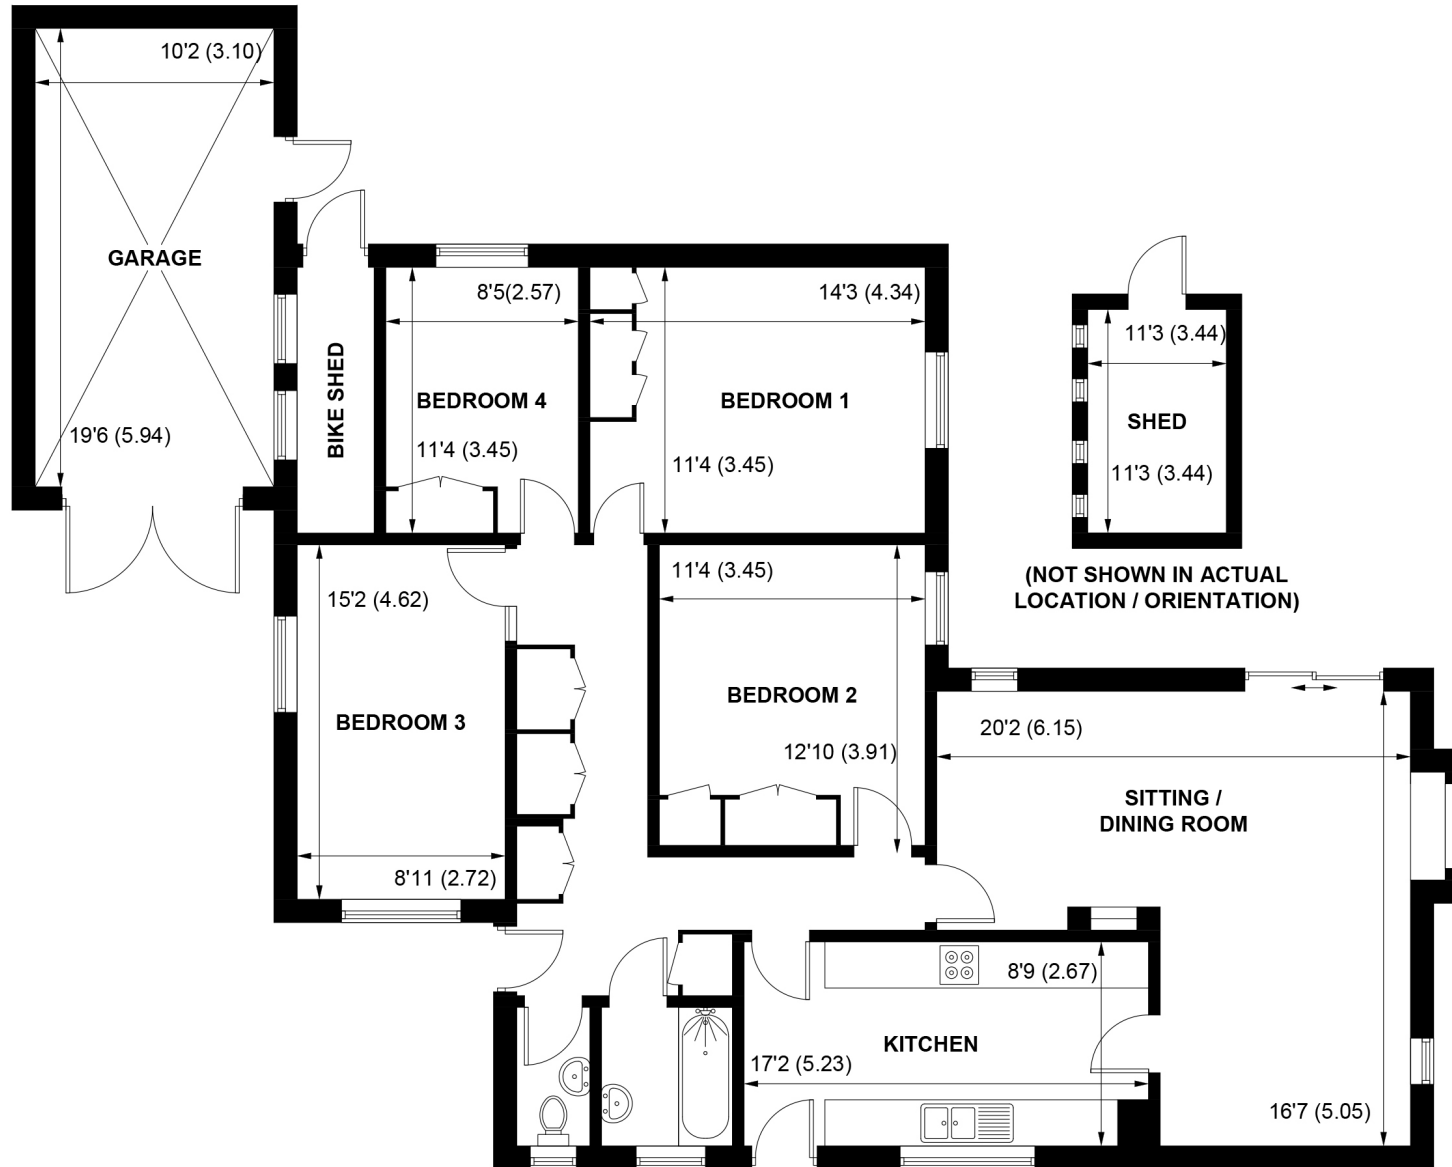 10'2 (3.10)
GARAGE
19'6 (5.94)
BIKE SHED
8'5(2.57)
BEDROOM 4
11'4 (3.45)
14'3 (4.34)
BEDROOM 1
11'4 (3.45)
11'3 (3.44)
SHED
11'3 (3.44)
(NOT SHOWN IN ACTUAL
LOCATION / ORIENTATION)
15'2 (4.62)
BEDROOM 3
8'11 (2.72)
11'4 (3.45)
BEDROOM 2
12'10 (3.91)
20'2 (6.15)
SITTING /
DINING ROOM
16'7 (5.05)
8'9 (2.67)
KITCHEN
17'2 (5.23)